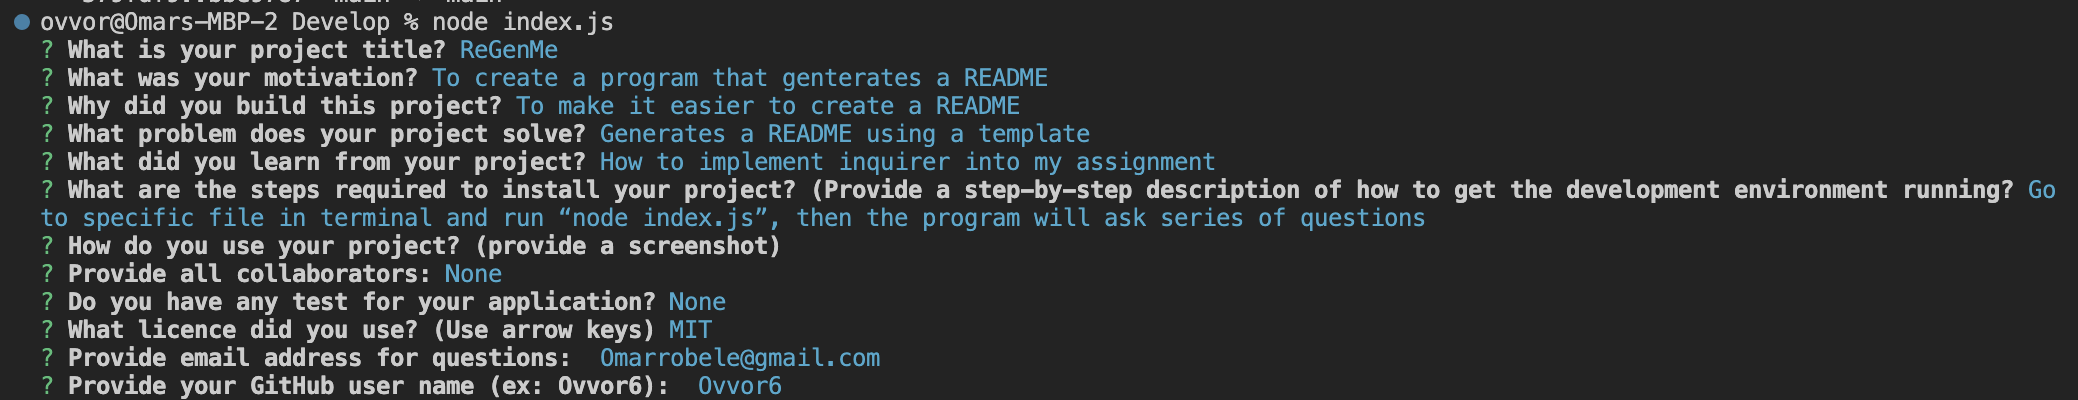 ovvor@Omars-MBP-2 Develop % node index.js
? What is your project title? ReGenMe
? What was your motivation? To create a program that genterates a README
? Why did you build this project? To make it easier to create a README
? What problem does your project solve? Generates a README using a template
? What did you learn from your project? How to implement inquirer into my assignment
? What are the steps required to install your project? (Provide a step-by-step description of how to get the development environment running? Go
to specific file in terminal and run “node index.js”, then the program will ask series of questions
? How do you use your project? (provide a screenshot)
? Provide all collaborators: None
? Do you have any test for your application? None
? What licence did you use? (Use arrow keys) MIT
? Provide email address for questions:  Omarrobele@gmail.com
? Provide your GitHub user name (ex: Ovvor6):  Ovvor6